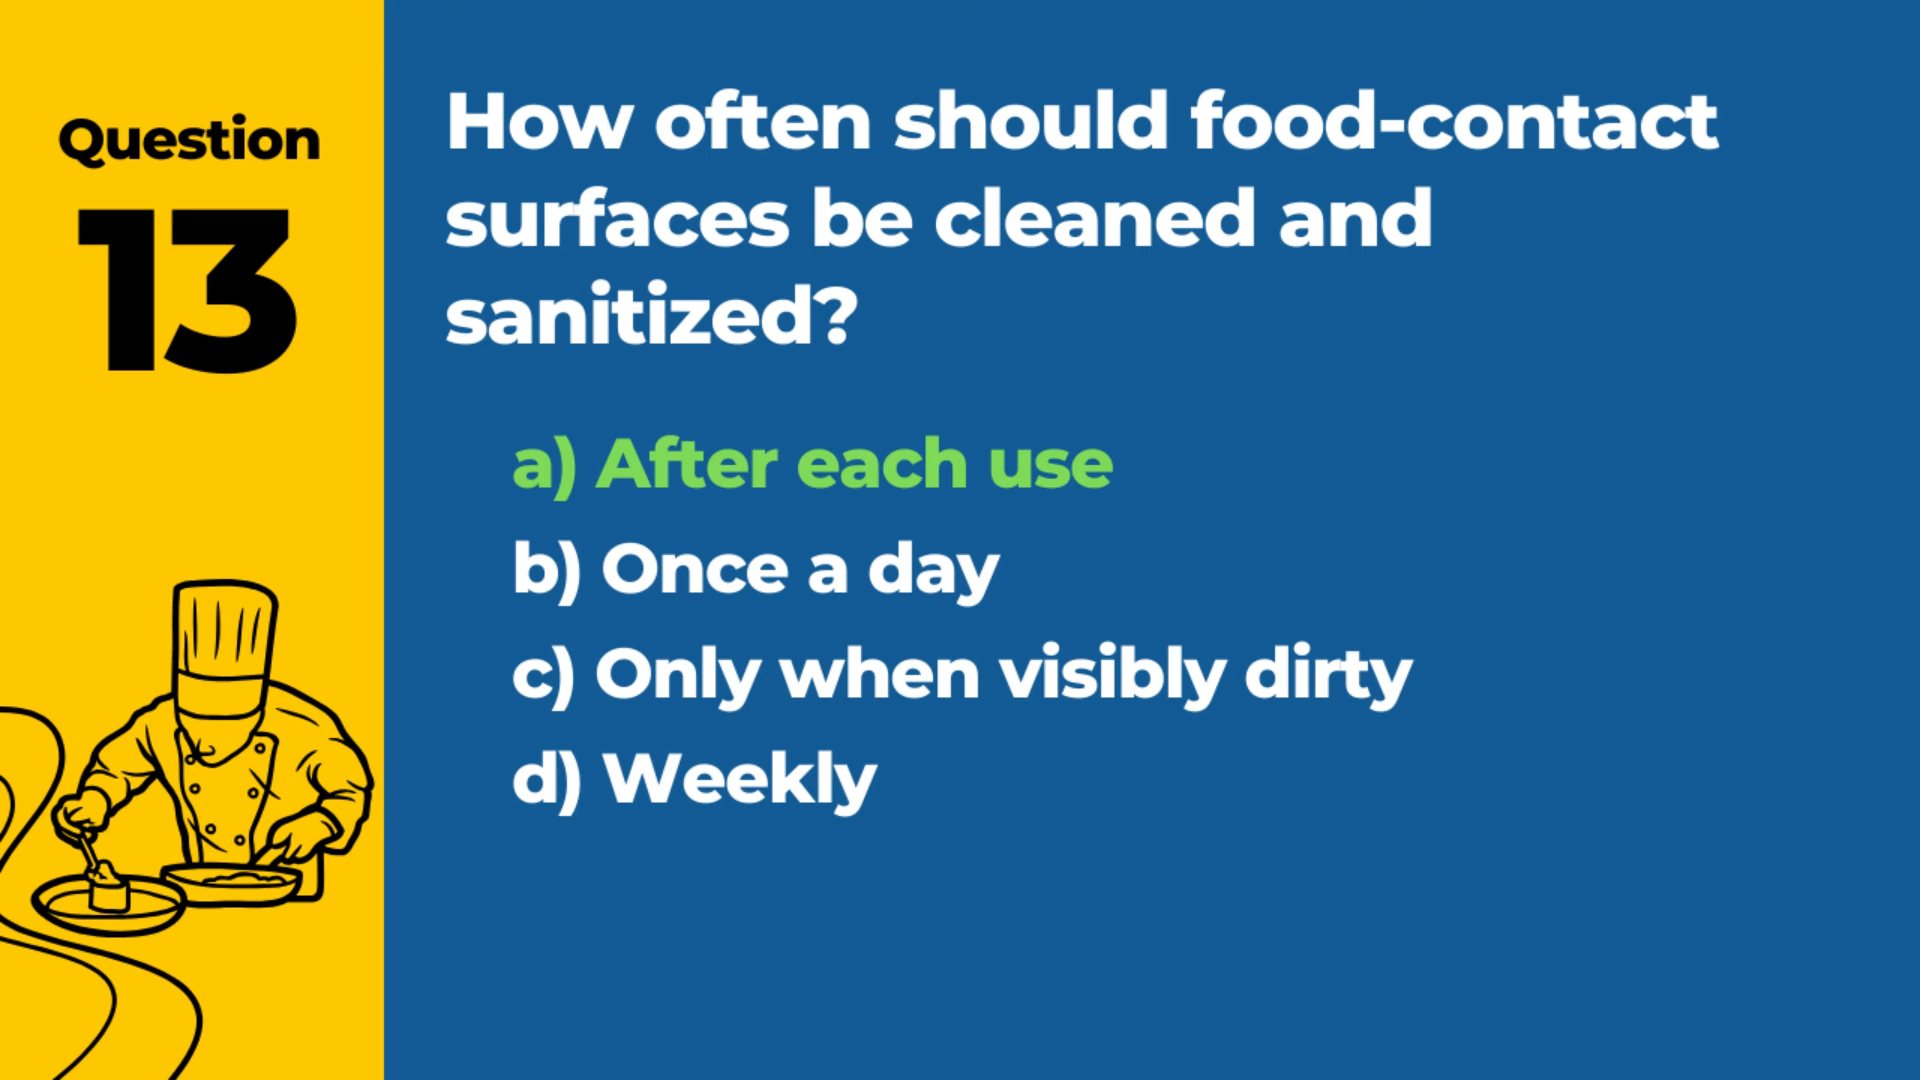 Question
13
How often should food-contact
surfaces be cleaned and
sanitized?
a) After each use
b) Once a day
c) Only when visibly dirty
d) Weekly